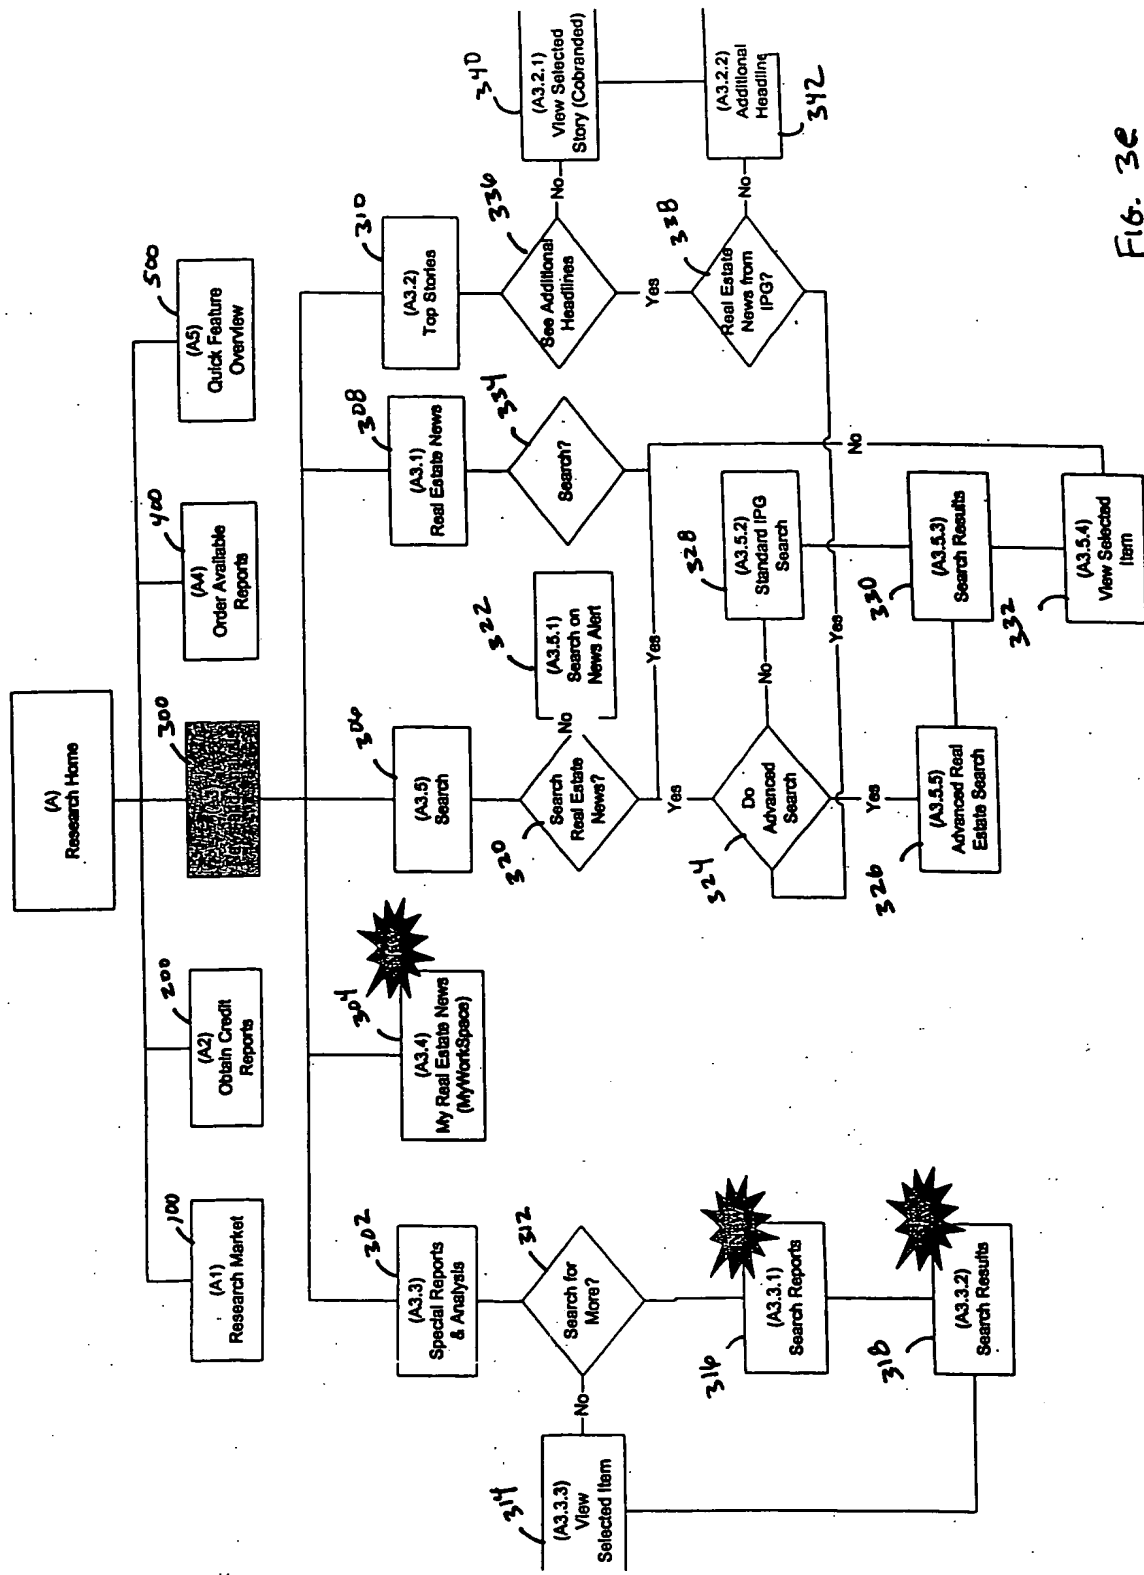 (A)
Research Home
100
(A1)
Research Market
200
(A2)
Obtain Credit
Reports
300
(A3)
News and Analysis
400
(A4)
Order Available
Reports
500
(A5)
Quick Feature
Overview
302
(A3.3)
Special Reports
& Analysis
304
(A3.4)
My Real Estate News
(MyWorkSpace)
306
(A3.5)
Search
308
(A3.1)
Real Estate News
310
(A3.2)
Top Stories
312
Search for
More?
No
314
(A3.3.3)
View
Selected Item
316
(A3.3.1)
Search Reports
NEW
318
(A3.3.2)
Search Results
320
Search
Real Estate
News?
No
322
(A3.5.1)
Search on
News Alert
Yes
Yes
324
Do
Advanced
Search
No
Yes
Yes
326
(A3.5.5)
Advanced Real
Estate Search
328
(A3.5.2)
Standard IPG
Search
330
(A3.5.3)
Search Results
332
(A3.5.4)
View Selected
Item
334
Search?
No
336
See Additional
Headlines
No
Yes
338
Real Estate
News from
IPG?
No
340
(A3.2.1)
View Selected
Story (Cobranded)
342
(A3.2.2)
Additional
Headline
FIG. 3e